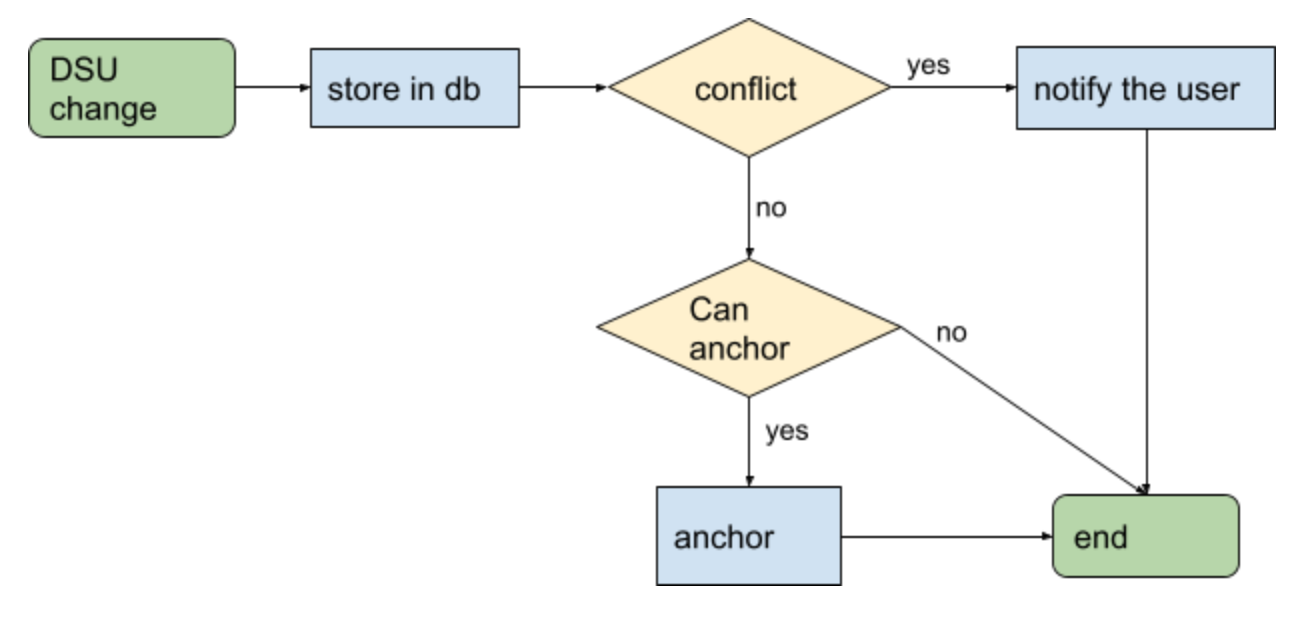 DSU
change
store in db
conflict
yes
notify the user
no
Can
anchor
no
yes
anchor
end